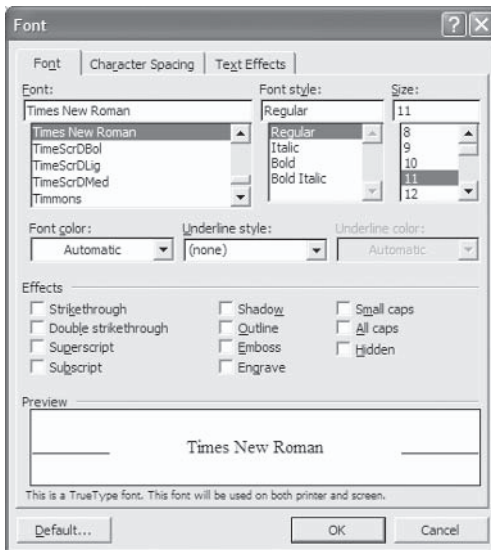 Font
Font Character Spacing Text Effects
Font: Font style: Size:
Times New Roman Regular 11
Times New Roman Regular 8
TimeScrDBol Italic 9
TimeScrDLig Bold 10
TimeScrDMed Bold Italic 11
Timmons 12
Font color: Underline style: Underline color:
Automatic (none) Automatic
Effects
Strikethrough Shadow Small caps
Double strikethrough Outline All caps
Superscript Emboss Hidden
Subscript Engrave
Preview
Times New Roman
This is a TrueType font. This font will be used on both printer and screen.
Default... OK Cancel